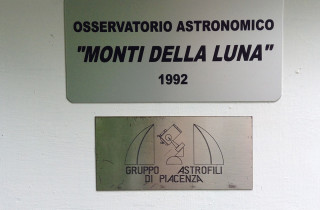 OSSERVATORIO ASTRONOMICO
"MONTI DELLA LUNA"
1992
GRUPPO ASTROFILI
DI PIACENZA